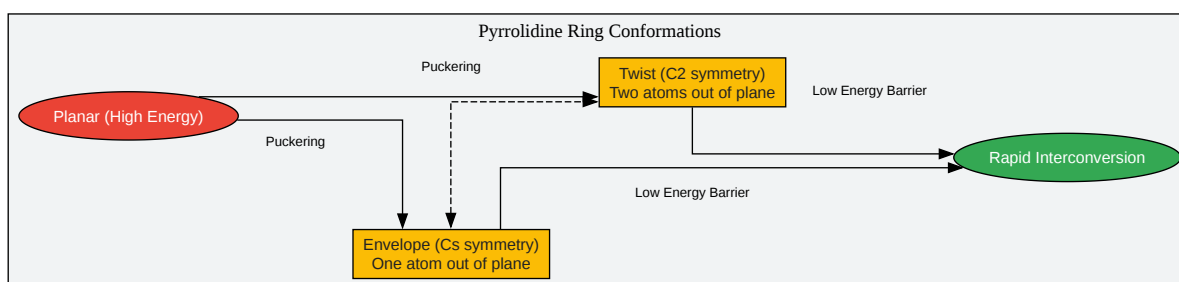 Pyrrolidine Ring Conformations
Puckering
Twist (C2 symmetry)
Two atoms out of plane
Low Energy Barrier
Planar (High Energy)
Puckering
Rapid Interconversion
Low Energy Barrier
Envelope (Cs symmetry)
One atom out of plane